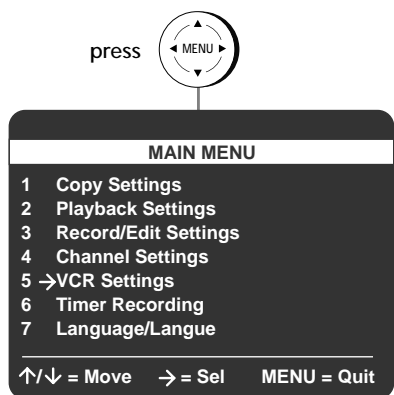 press
MENU
MAIN MENU
1 Copy Settings
2 Playback Settings
3 Record/Edit Settings
4 Channel Settings
5 →VCR Settings
6 Timer Recording
7 Language/Langue
↑/↓ = Move → = Sel MENU = Quit